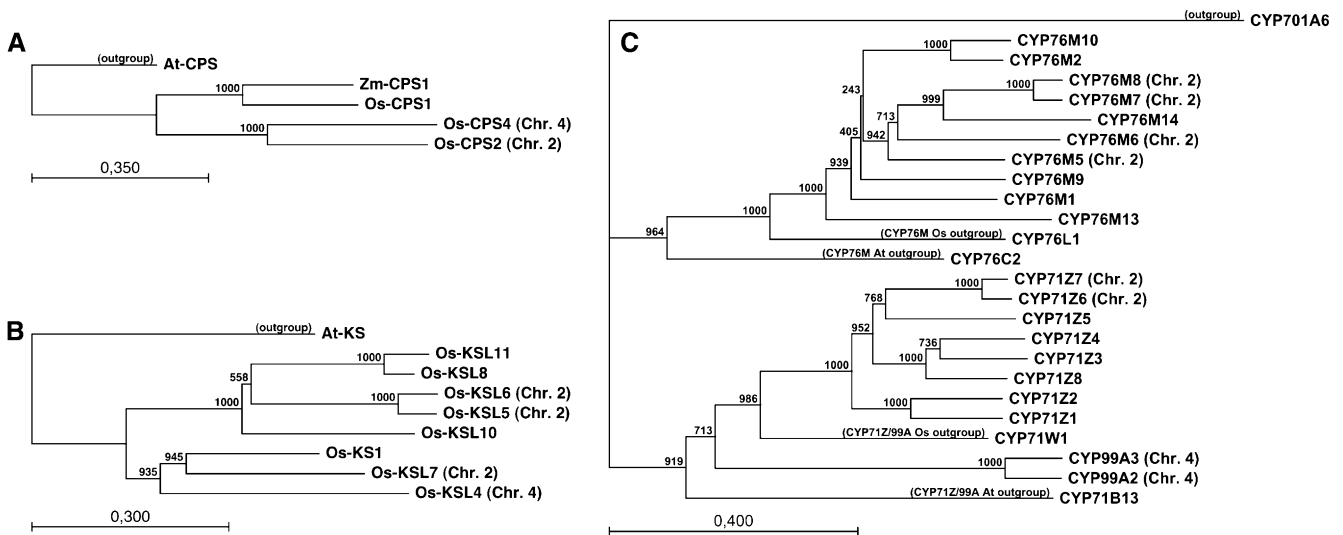 A
(outgroup) At-CPS
1000 Zm-CPS1
Os-CPS1
1000 Os-CPS4 (Chr. 4)
Os-CPS2 (Chr. 2)
0,350
B
(outgroup) At-KS
1000 Os-KSL11
Os-KSL8
558
1000 Os-KSL6 (Chr. 2)
Os-KSL5 (Chr. 2)
1000
Os-KSL10
945 Os-KS1
Os-KSL7 (Chr. 2)
935
Os-KSL4 (Chr. 4)
0,300
C
(outgroup) CYP701A6
1000 CYP76M10
CYP76M2
243
1000 CYP76M8 (Chr. 2)
CYP76M7 (Chr. 2)
999
CYP76M14
713
CYP76M6 (Chr. 2)
405 942
CYP76M5 (Chr. 2)
939
CYP76M9
1000
CYP76M1
1000
CYP76M13
964
(CYP76M Os outgroup) CYP76L1
(CYP76M At outgroup) CYP76C2
1000 CYP71Z7 (Chr. 2)
CYP71Z6 (Chr. 2)
768
CYP71Z5
952
736 CYP71Z4
CYP71Z3
1000
CYP71Z8
1000
1000 CYP71Z2
CYP71Z1
986
(CYP71Z/99A Os outgroup) CYP71W1
713
1000 CYP99A3 (Chr. 4)
CYP99A2 (Chr. 4)
919
(CYP71Z/99A At outgroup) CYP71B13
0,400